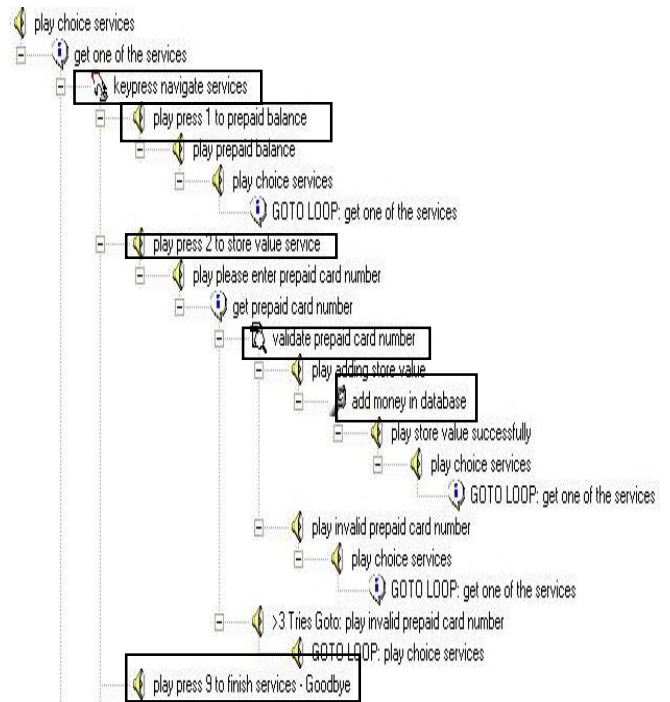 play choice services
get one of the services
keypress navigate services
play press 1 to prepaid balance
play prepaid balance
play choice services
GOTO LOOP: get one of the services
play press 2 to store value service
play please enter prepaid card number
get prepaid card number
validate prepaid card number
play adding store value
add money in database
play store value successfully
play choice services
GOTO LOOP: get one of the services
play invalid prepaid card number
play choice services
GOTO LOOP: get one of the services
>3 Tries Goto: play invalid prepaid card number
GOTO LOOP: play choice services
play press 9 to finish services - Goodbye